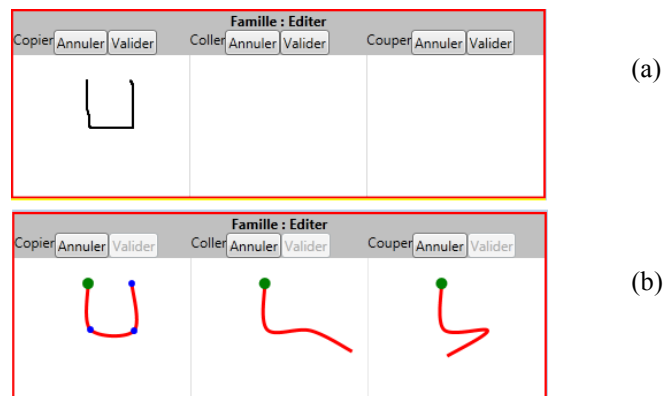 Famille : Editer
Copier Annuler Valider Coller Annuler Valider Couper Annuler Valider
(a)
Famille : Editer
Copier Annuler Valider Coller Annuler Valider Couper Annuler Valider
(b)